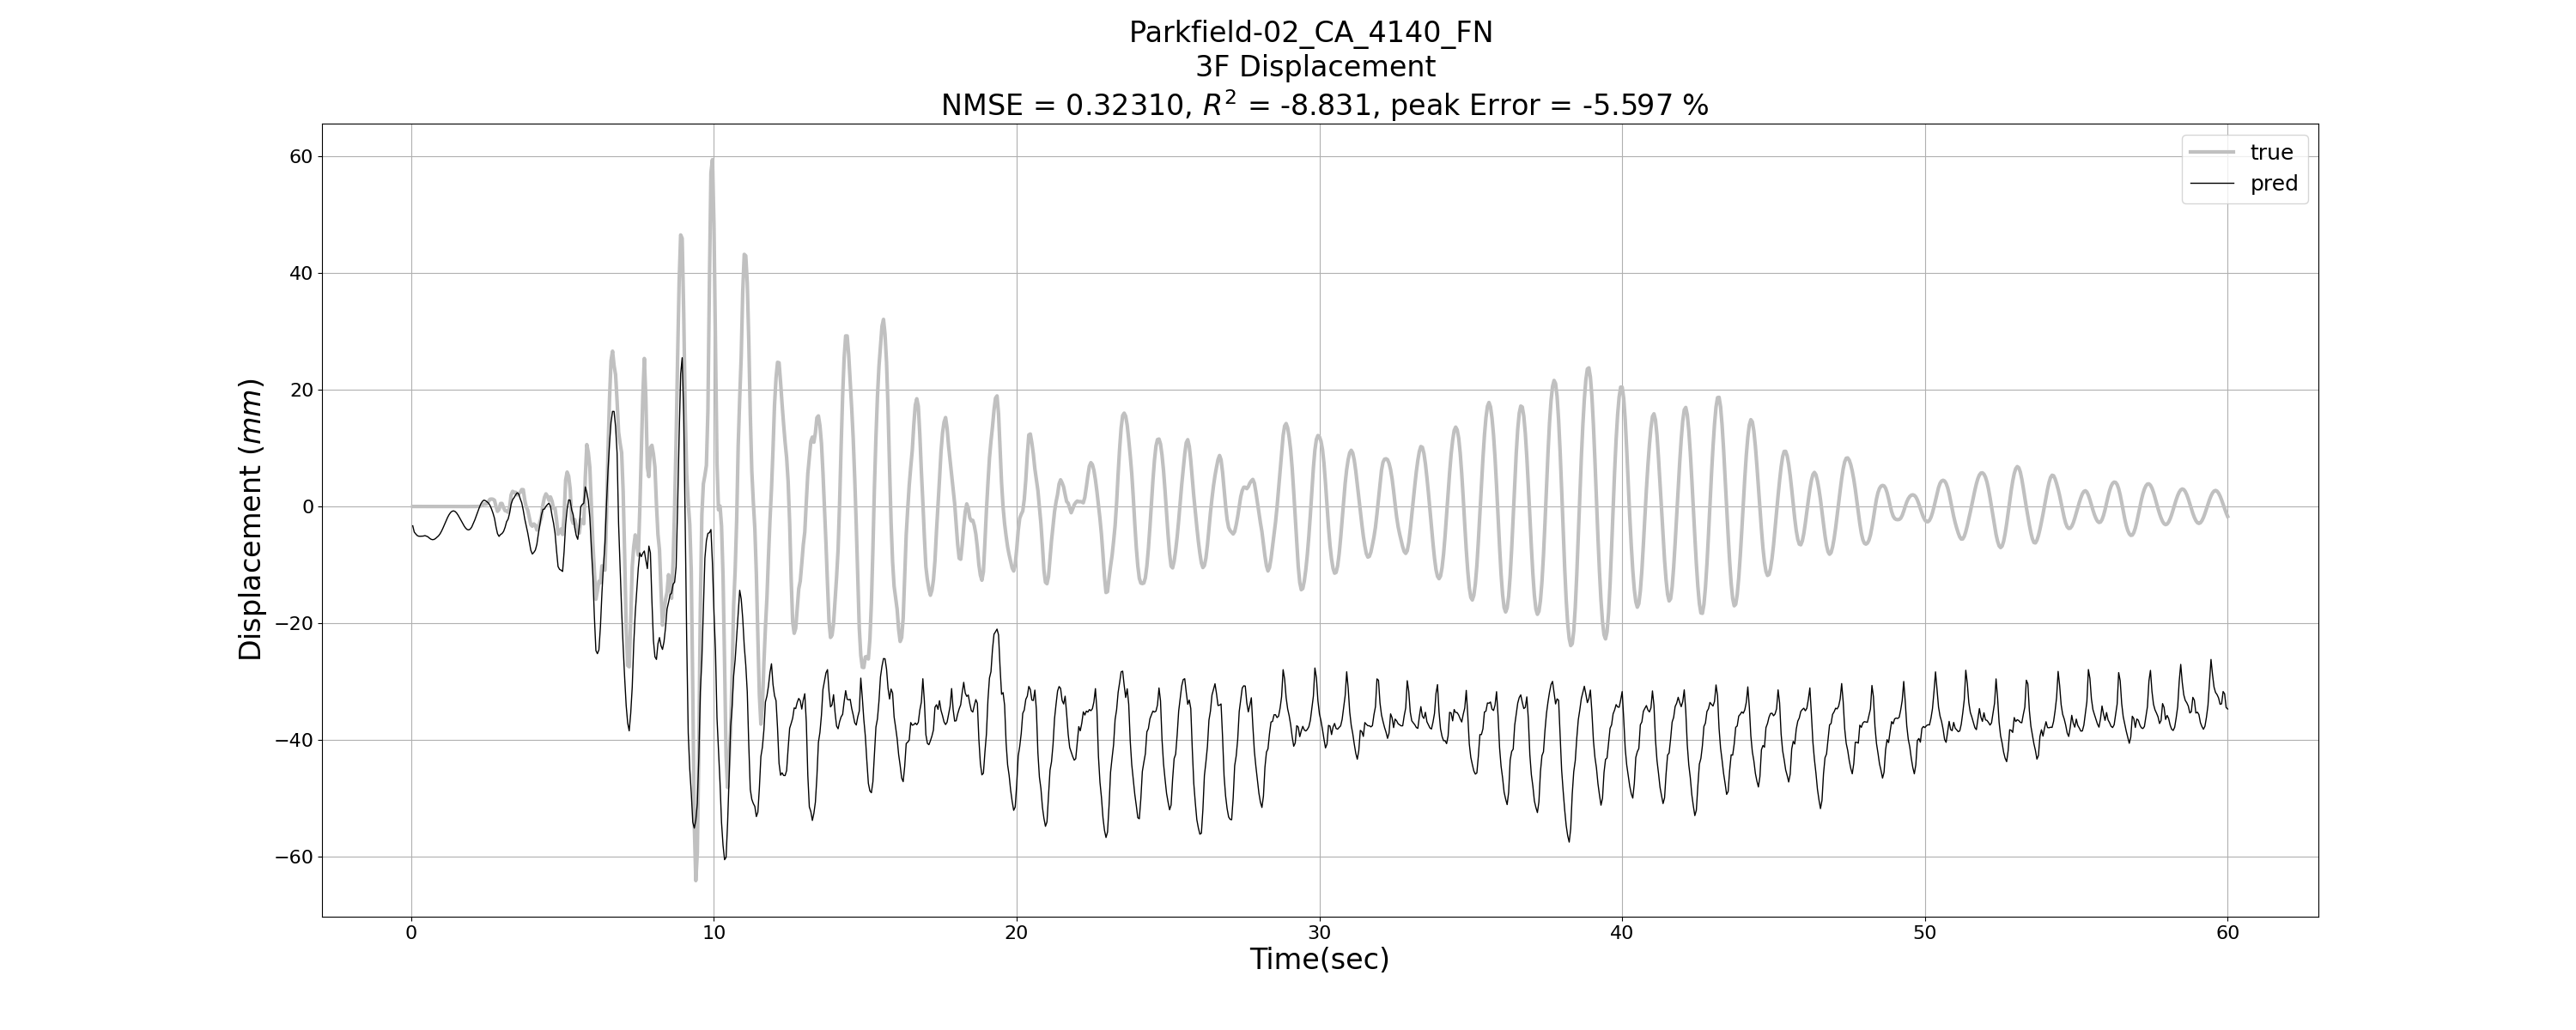 Parkfield-02_CA_4140_FN
3F Displacement
NMSE = 0.32310, R² = -8.831, peak Error = -5.597 %
true
pred
60
40
20
0
−20
−40
−60
Displacement (mm)
0 10 20 30 40 50 60
Time(sec)